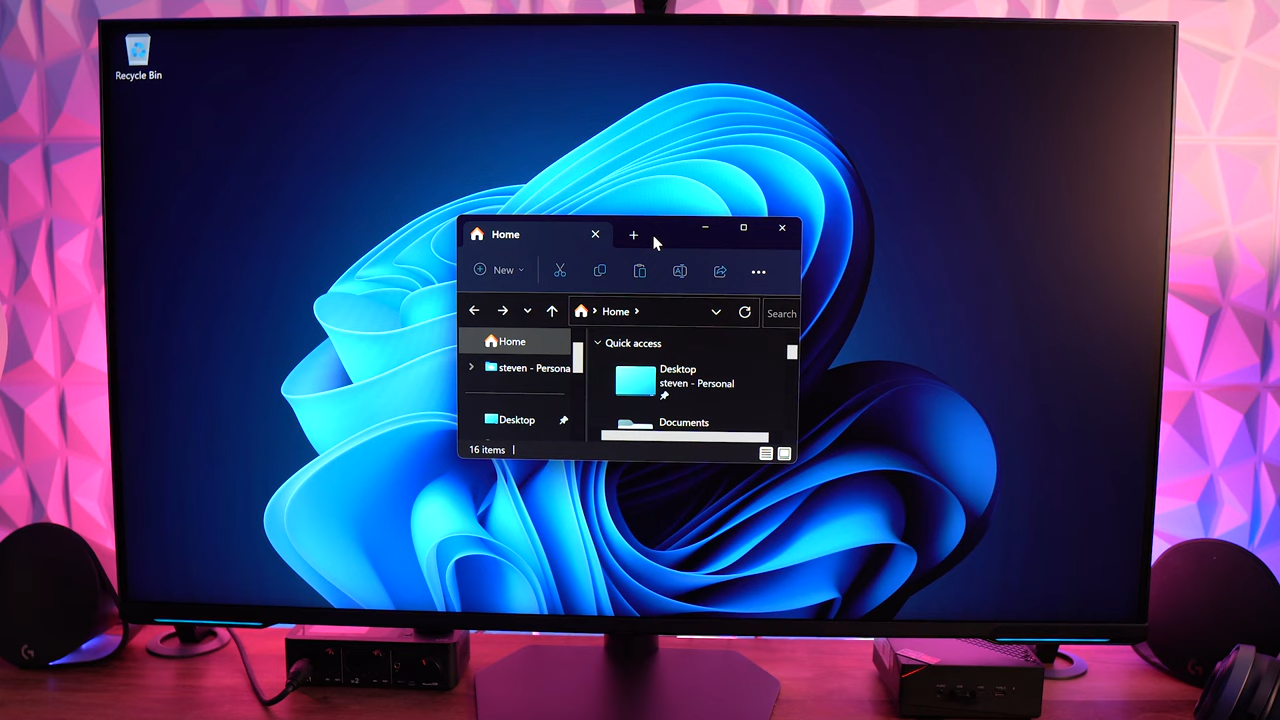 Recycle Bin
Home
New
Home
Search
Home
Quick access
steven - Persona
Desktop
steven - Personal
Desktop
Documents
16 items